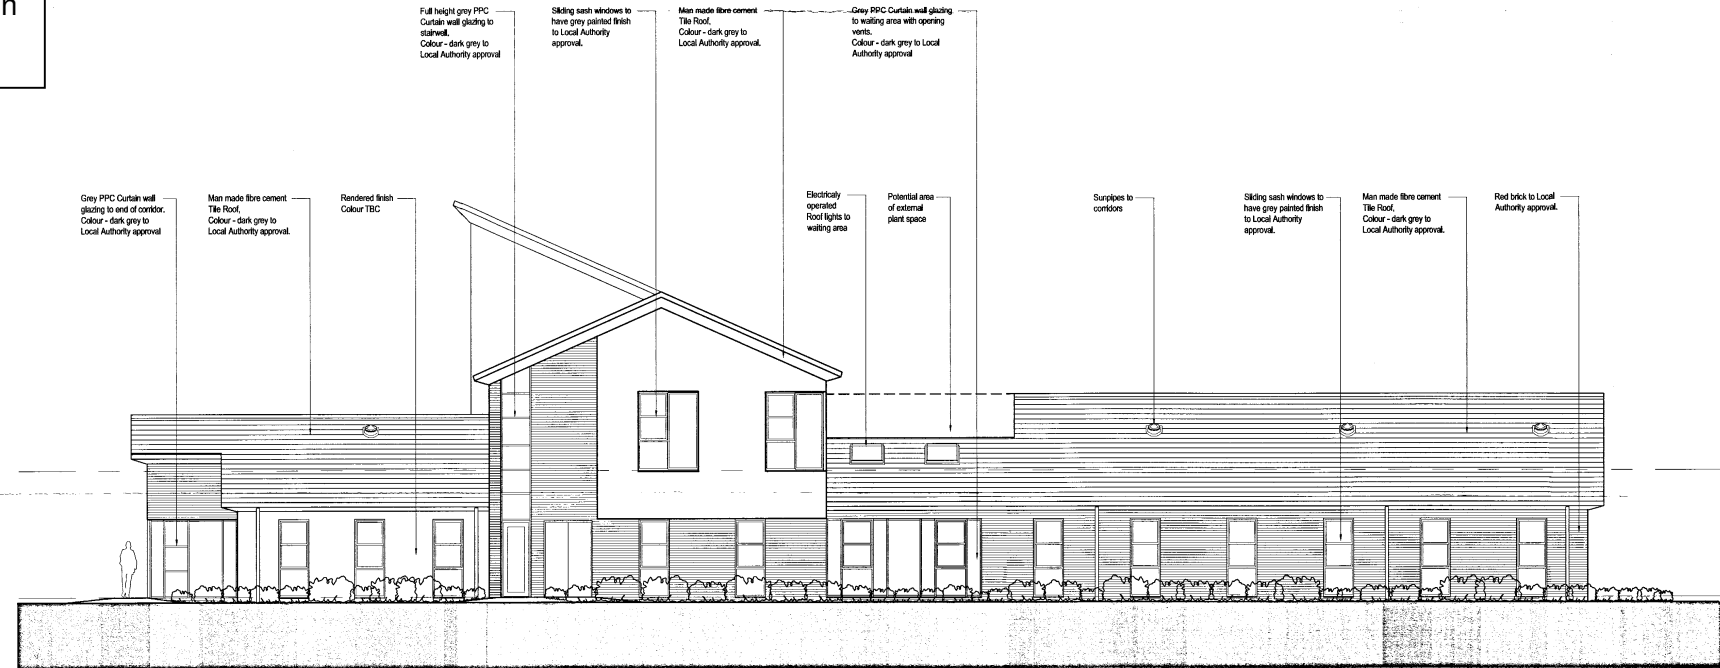 n
Full height grey PPC
Curtain wall glazing to
stairwell.
Colour - dark grey to
Local Authority approval
Sliding sash windows to
have grey painted finish
to Local Authority
approval.
Man made fibre cement
Tile Roof,
Colour - dark grey to
Local Authority approval.
Grey PPC Curtain wall glazing
to waiting area with opening
vents.
Colour - dark grey to Local
Authority approval
Grey PPC Curtain wall
glazing to end of corridor.
Colour - dark grey to
Local Authority approval
Man made fibre cement
Tile Roof,
Colour - dark grey to
Local Authority approval.
Rendered finish
Colour TBC
Electricaly
operated
Roof lights to
waiting area
Potential area
of external
plant space
Sunpipes to
corridors
Sliding sash windows to
have grey painted finish
to Local Authority
approval.
Man made fibre cement
Tile Roof,
Colour - dark grey to
Local Authority approval.
Red brick to Local
Authority approval.